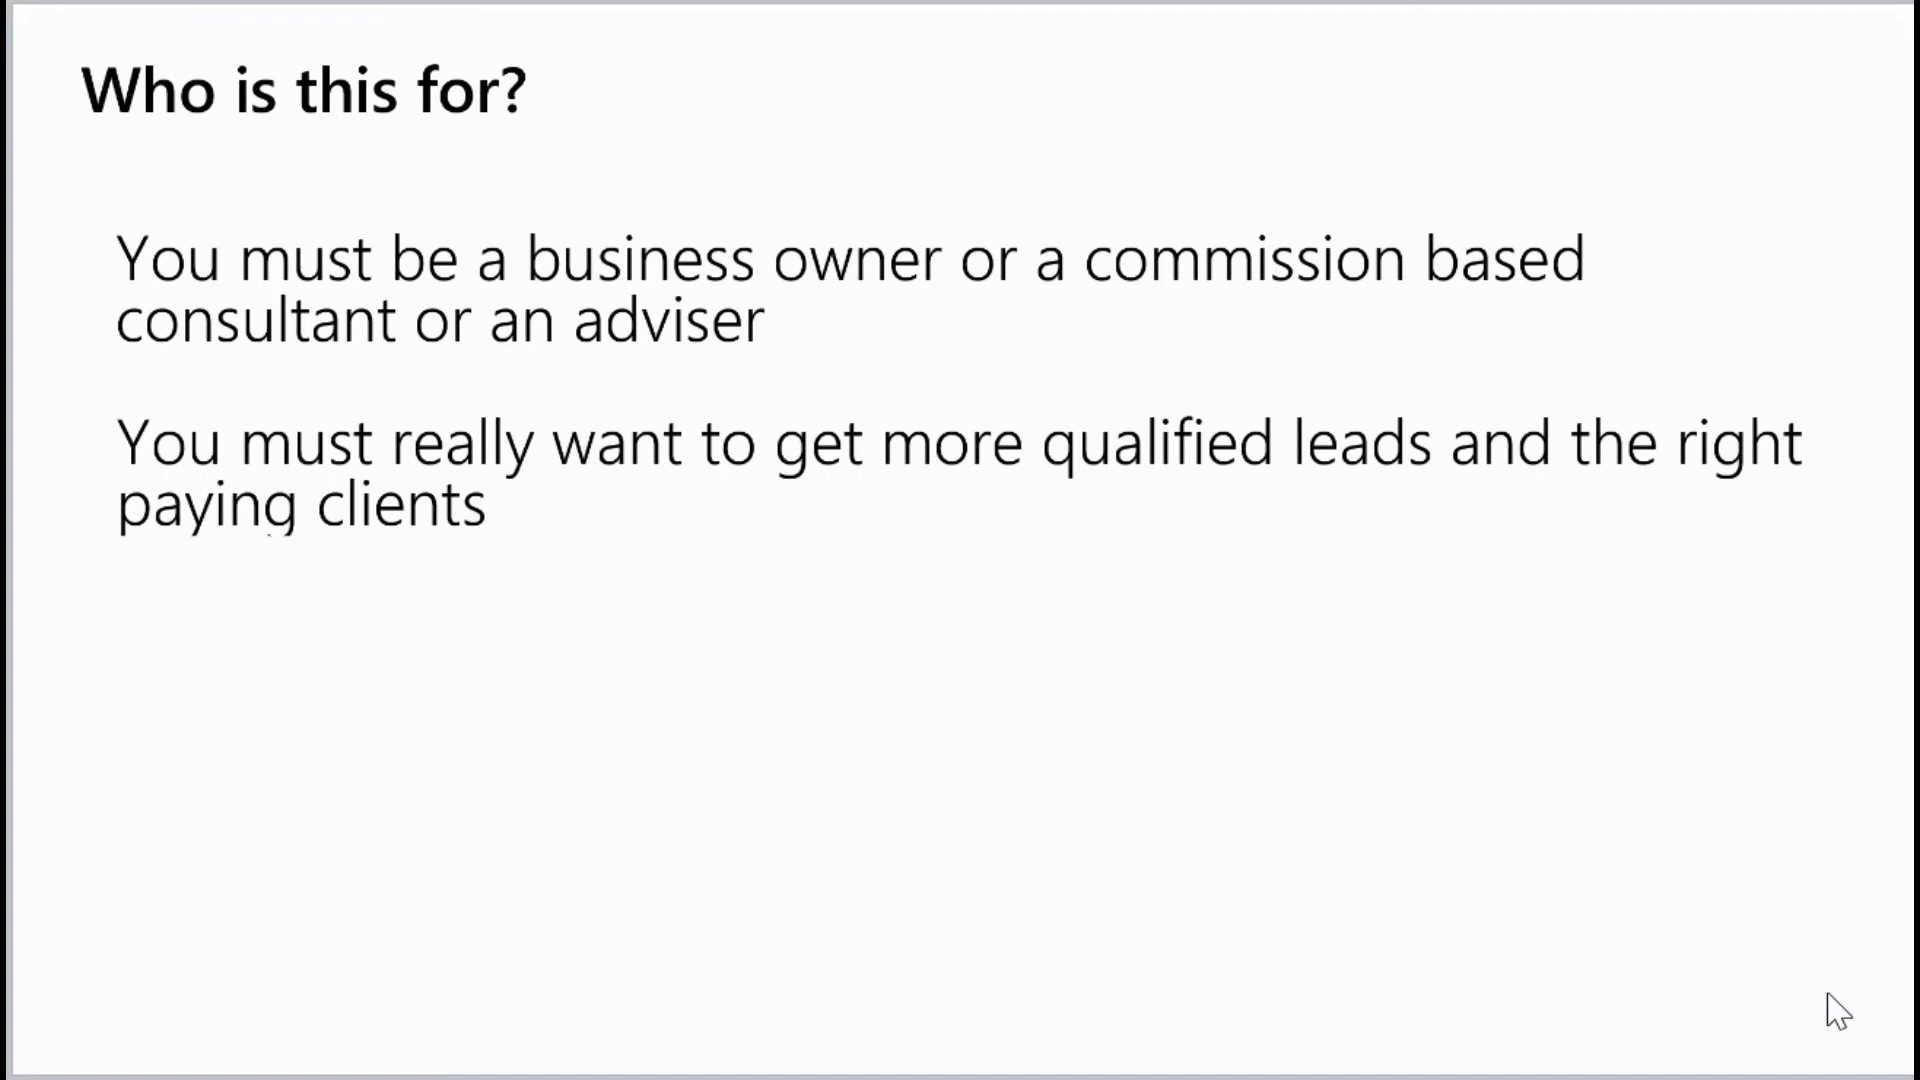 Who is this for?
You must be a business owner or a commission based
consultant or an adviser
You must really want to get more qualified leads and the right
paying clients